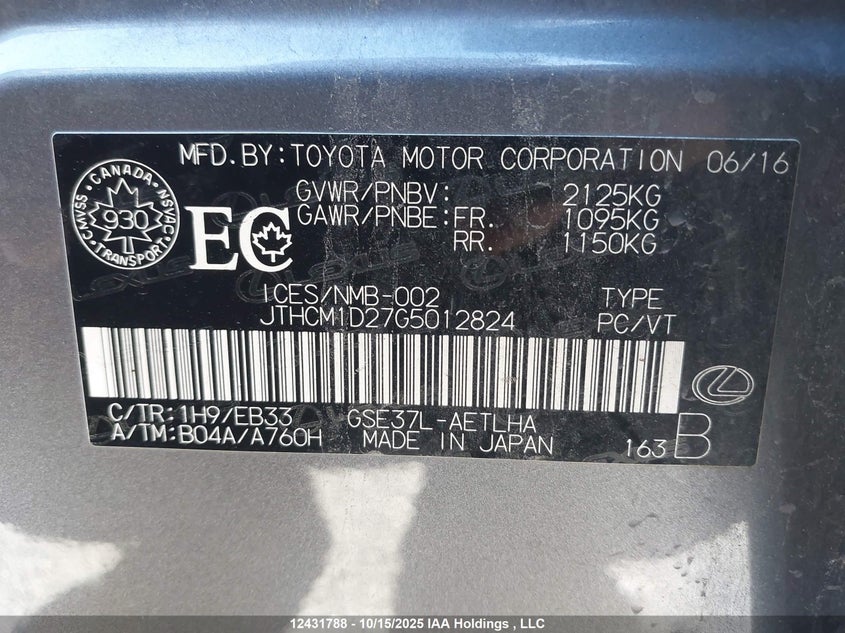 MFD.BY:TOYOTA MOTOR CORPORATION 06/16
GVWR/PNBV: 2125KG
GAWR/PNBE:FR. 1095KG
RR. 1150KG
CANADA
CMVSS NSVAC
930
TRANSPORT
EC
ICES/NMB-002 TYPE
JTHCM1D27G5012824 PC/VT
C/TR:1H9/EB33 GSE37L-AETLHA
A/TM:B04A/A760H MADE IN JAPAN 163 B
12431788 - 10/15/2025 IAA Holdings , LLC